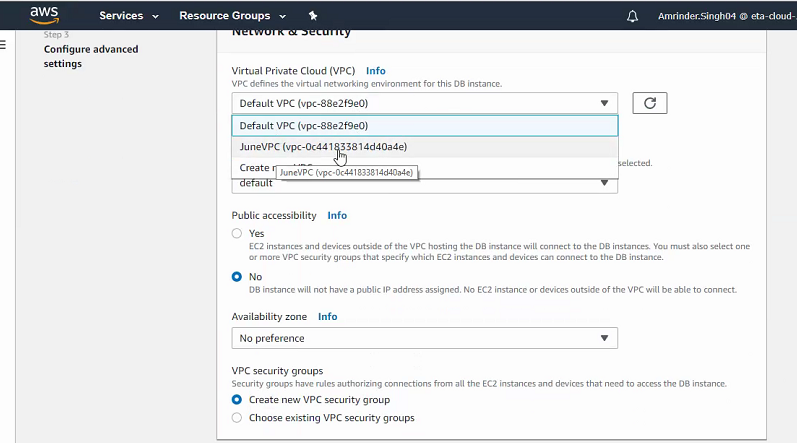 aws Services Resource Groups Amrinder.Singh04 @ eta-cloud-
Step 3
Configure advanced
settings
Network & Security
Virtual Private Cloud (VPC) Info
VPC defines the virtual networking environment for this DB instance.
Default VPC (vpc-88e2f9e0)
Default VPC (vpc-88e2f9e0)
JuneVPC (vpc-0c441833814d40a4e)
Create
selected.
JuneVPC (vpc-0c441833814d40a4e)
default
Public accessibility Info
Yes
EC2 instances and devices outside of the VPC hosting the DB instance will connect to the DB instances. You must also select one
or more VPC security groups that specify which EC2 instances and devices can connect to the DB instance.
No
DB instance will not have a public IP address assigned. No EC2 instance or devices outside of the VPC will be able to connect.
Availability zone Info
No preference
VPC security groups
Security groups have rules authorizing connections from all the EC2 instances and devices that need to access the DB instance.
Create new VPC security group
Choose existing VPC security groups